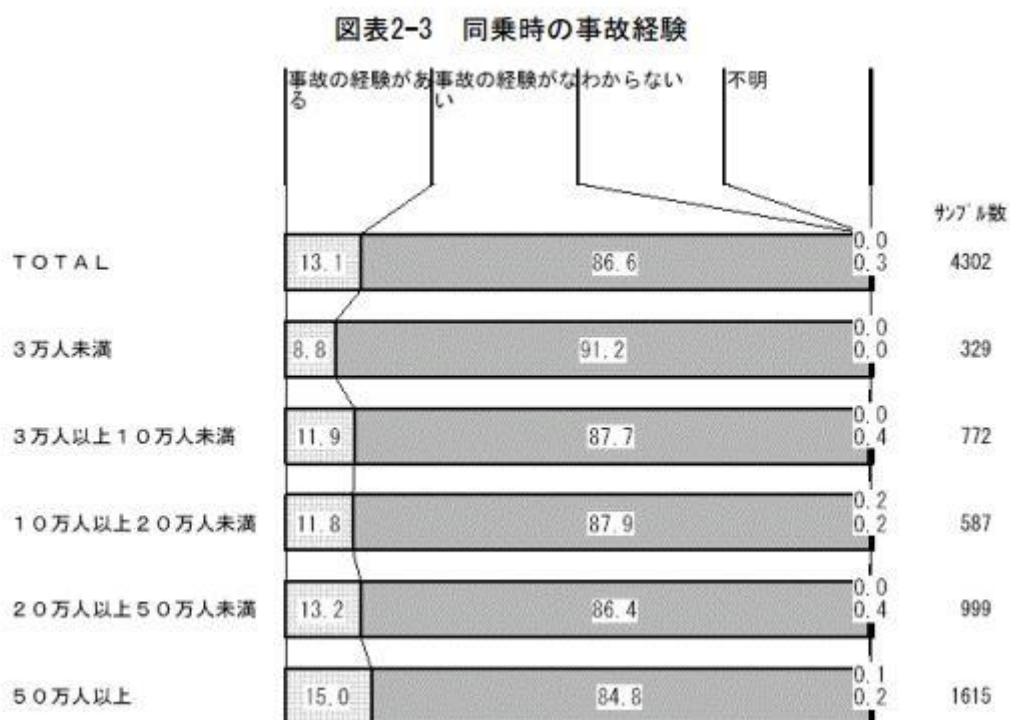 図表2-3 同乗時の事故経験
事故の経験があ
る
事故の経験がな
い
わからない
不明
サンプル数
TOTAL 13.1 86.6 0.0 0.3 4302
3万人未満 8.8 91.2 0.0 0.0 329
3万人以上10万人未満 11.9 87.7 0.0 0.4 772
10万人以上20万人未満 11.8 87.9 0.2 0.2 587
20万人以上50万人未満 13.2 86.4 0.0 0.4 999
50万人以上 15.0 84.8 0.1 0.2 1615